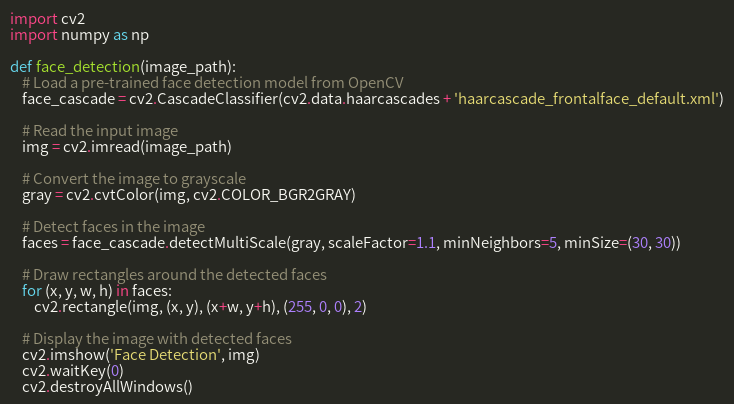 import cv2
import numpy as np
def face_detection(image_path):
# Load a pre-trained face detection model from OpenCV
face_cascade = cv2.CascadeClassifier(cv2.data.haarcascades + 'haarcascade_frontalface_default.xml')
# Read the input image
img = cv2.imread(image_path)
# Convert the image to grayscale
gray = cv2.cvtColor(img, cv2.COLOR_BGR2GRAY)
# Detect faces in the image
faces = face_cascade.detectMultiScale(gray, scaleFactor=1.1, minNeighbors=5, minSize=(30, 30))
# Draw rectangles around the detected faces
for (x, y, w, h) in faces:
cv2.rectangle(img, (x, y), (x+w, y+h), (255, 0, 0), 2)
# Display the image with detected faces
cv2.imshow('Face Detection', img)
cv2.waitKey(0)
cv2.destroyAllWindows()